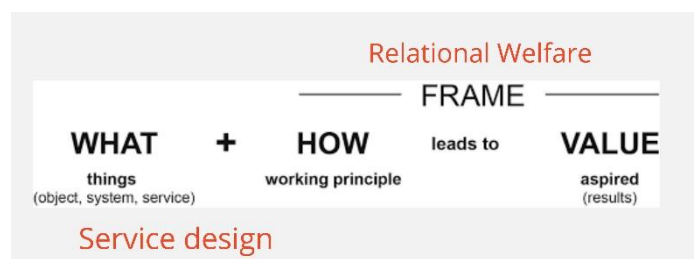 Relational Welfare
FRAME
WHAT + HOW leads to VALUE
things working principle aspired
(object, system, service) (results)
Service design